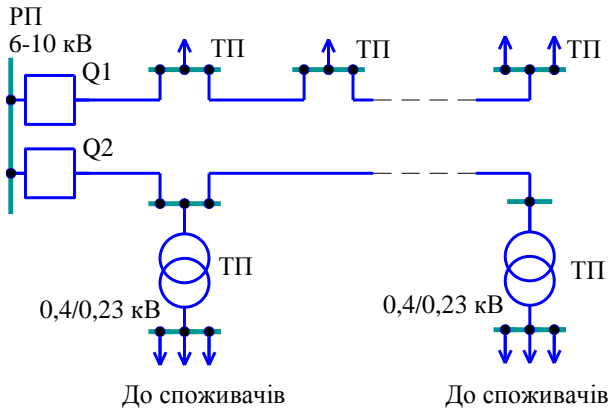 РП
6-10 кВ
Q1
ТП
ТП
ТП
Q2
ТП
ТП
0,4/0,23 кВ
0,4/0,23 кВ
До споживачів
До споживачів